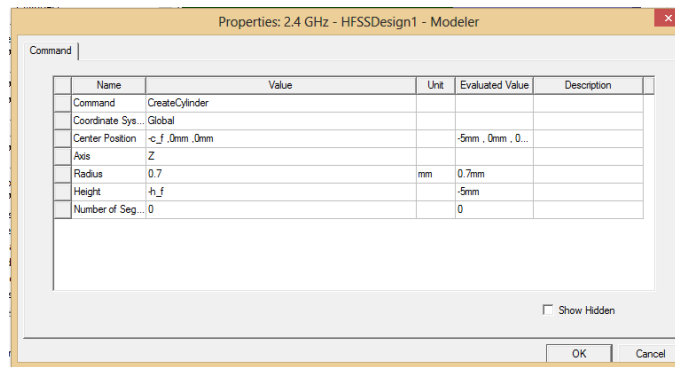 Properties: 2.4 GHz - HFSSDesign1 - Modeler
Command
Name Value Unit Evaluated Value Description
Command CreateCylinder
Coordinate Sys... Global
Center Position -c_f ,0mm ,0mm -5mm , 0mm , 0...
Axis Z
Radius 0.7 mm 0.7mm
Height -h_f -5mm
Number of Seg... 0 0
Show Hidden
OK Cancel